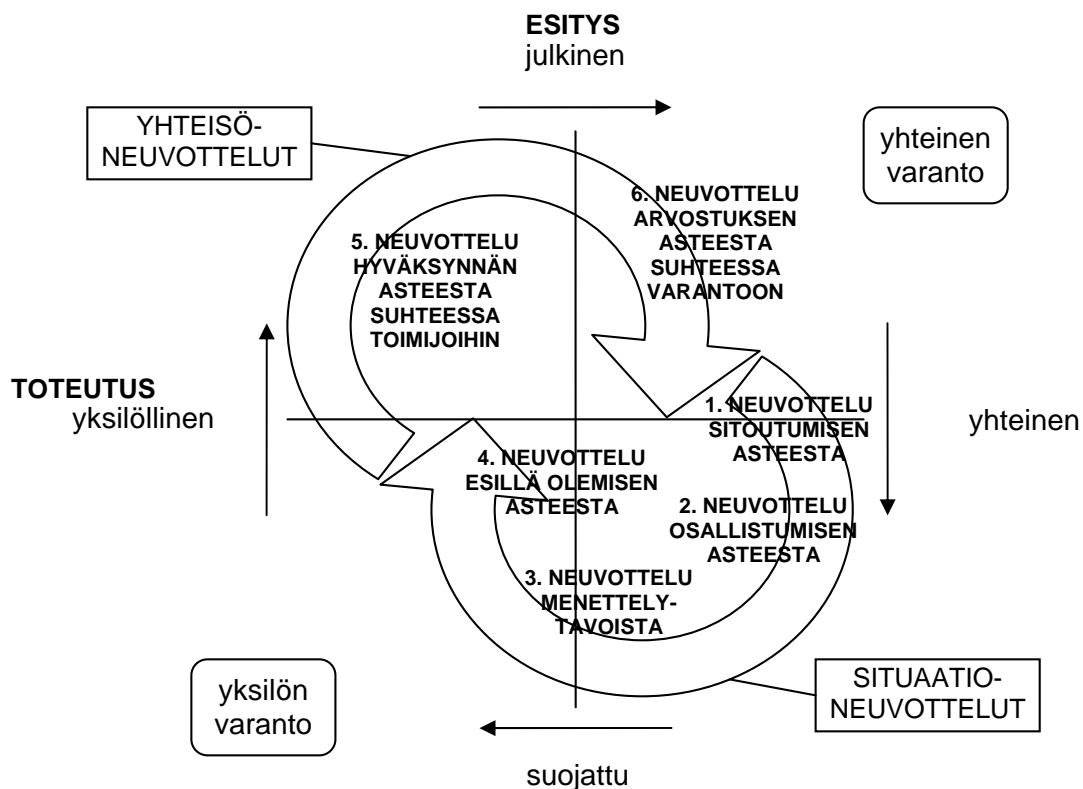 ESITYS
julkinen
YHTEISÖ-
NEUVOTTELUT
yhteinen
varanto
6. NEUVOTTELU
ARVOSTUKSEN
ASTEESTA
SUHTEESSA
VARANTOON
5. NEUVOTTELU
HYVÄKSYNNÄN
ASTEESTA
SUHTEESSA
TOIMIJOIHIN
TOTEUTUS
yksilöllinen
yhteinen
1. NEUVOTTELU
SITOUTUMISEN
ASTEESTA
4. NEUVOTTELU
ESILLÄ OLEMISEN
ASTEESTA
2. NEUVOTTELU
OSALLISTUMISEN
ASTEESTA
3. NEUVOTTELU
MENETTELY-
TAVOISTA
yksilön
varanto
SITUAATIO-
NEUVOTTELUT
suojattu